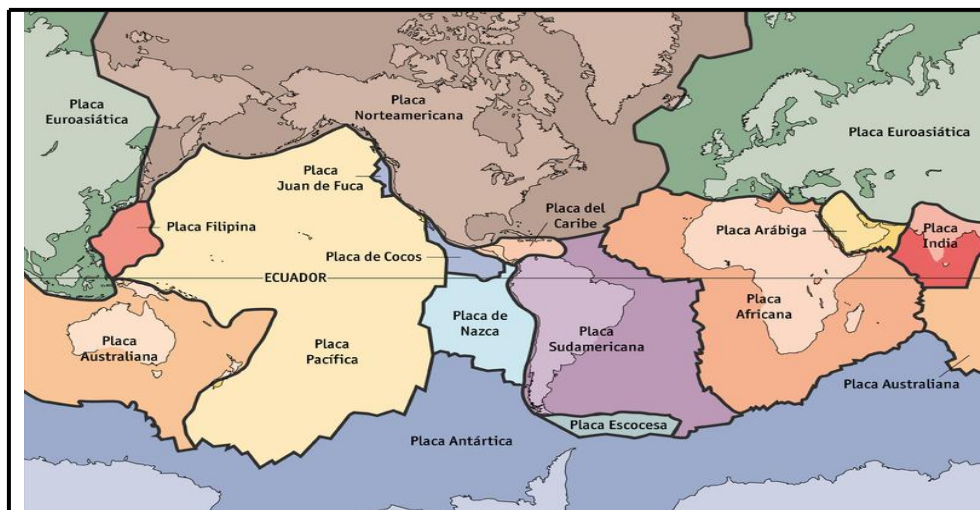 Placa
Euroasiática
Placa
Norteamericana
Placa Euroasiática
Placa
Juan de Fuca
Placa Filipina
Placa del
Caribe
Placa Arábiga
Placa
India
Placa de Cocos
ECUADOR
Placa
Australiana
Placa
Pacífica
Placa de
Nazca
Placa
Sudamericana
Placa
Africana
Placa Australiana
Placa Escocesa
Placa Antártica